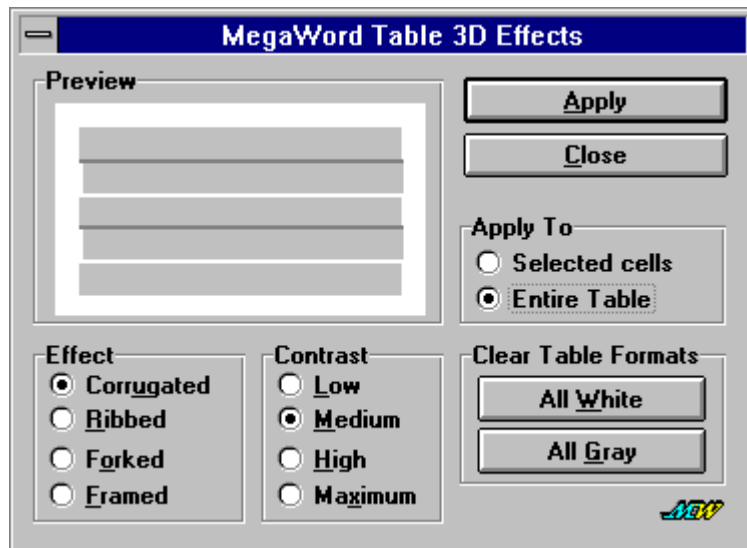 MegaWord Table 3D Effects
Preview
Apply
Close
Apply To
Selected cells
Entire Table
Effect
Corrugated
Ribbed
Forked
Framed
Contrast
Low
Medium
High
Maximum
Clear Table Formats
All White
All Gray